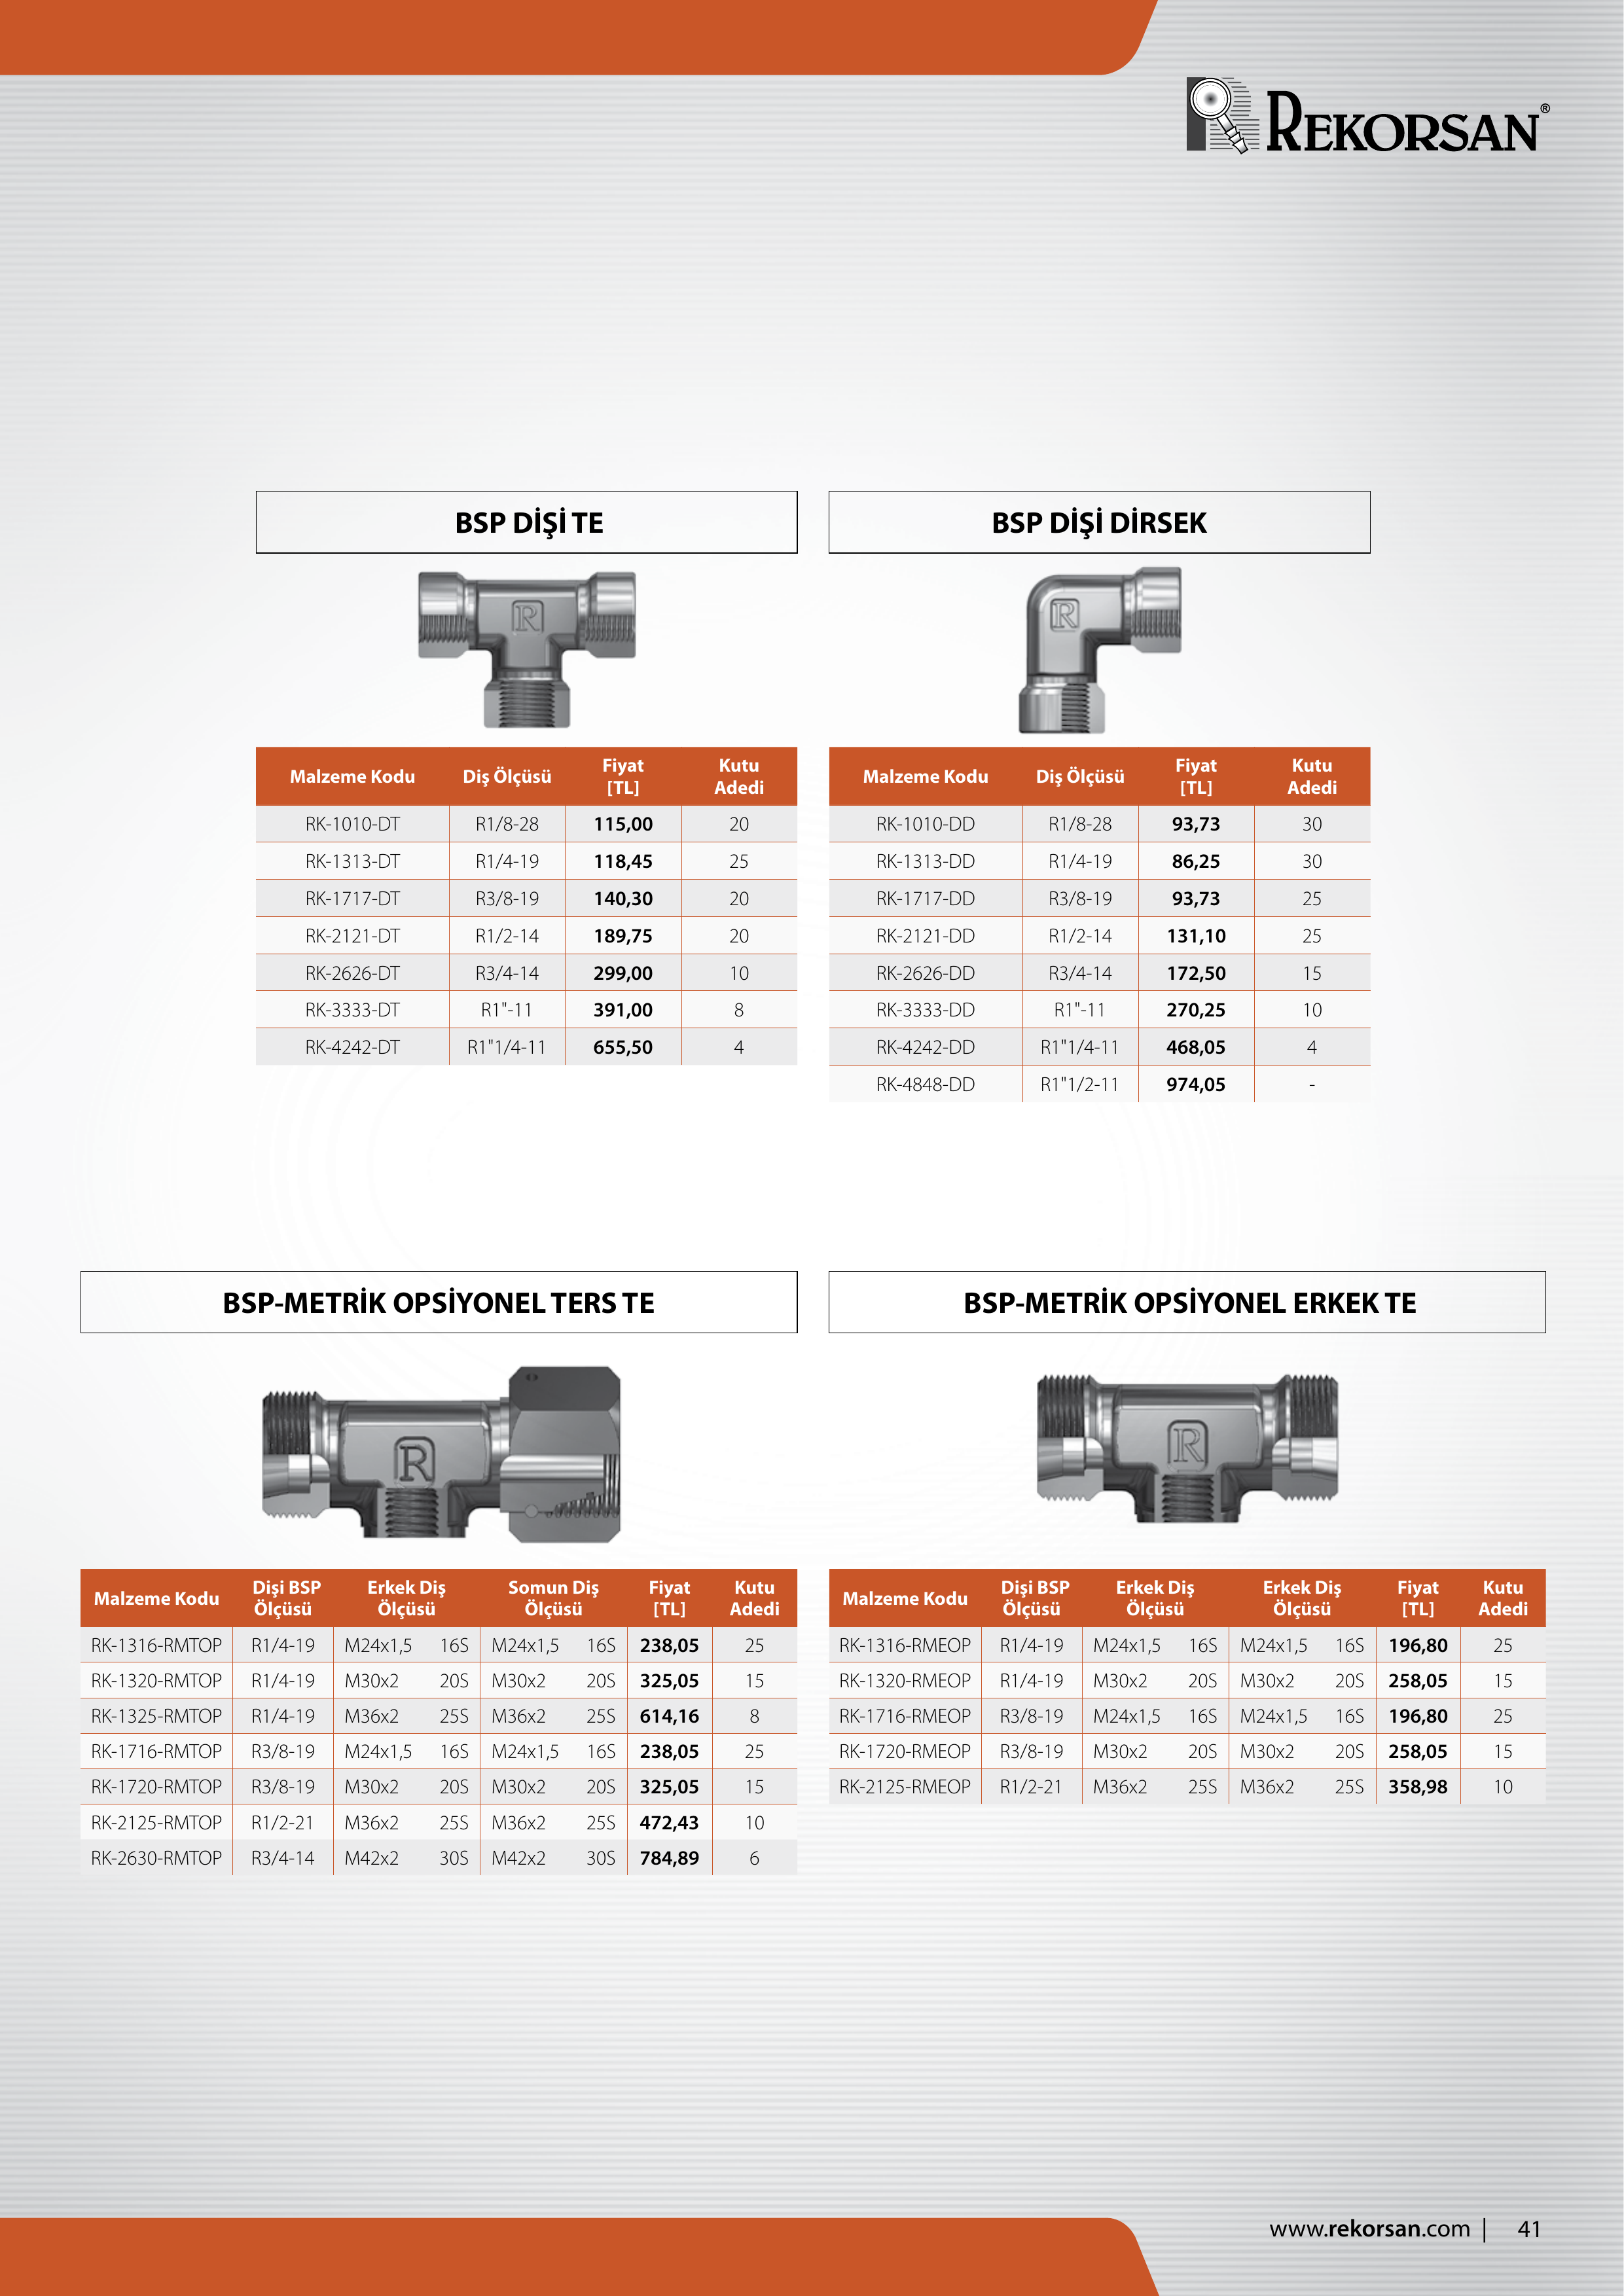 REKORSAN®
BSP DİŞİ TE
R
Malzeme Kodu Diş Ölçüsü Fiyat [TL] Kutu Adedi
RK-1010-DT R1/8-28 115,00 20
RK-1313-DT R1/4-19 118,45 25
RK-1717-DT R3/8-19 140,30 20
RK-2121-DT R1/2-14 189,75 20
RK-2626-DT R3/4-14 299,00 10
RK-3333-DT R1"-11 391,00 8
RK-4242-DT R1"1/4-11 655,50 4
BSP DİŞİ DİRSEK
R
Malzeme Kodu Diş Ölçüsü Fiyat [TL] Kutu Adedi
RK-1010-DD R1/8-28 93,73 30
RK-1313-DD R1/4-19 86,25 30
RK-1717-DD R3/8-19 93,73 25
RK-2121-DD R1/2-14 131,10 25
RK-2626-DD R3/4-14 172,50 15
RK-3333-DD R1"-11 270,25 10
RK-4242-DD R1"1/4-11 468,05 4
RK-4848-DD R1"1/2-11 974,05 -
BSP-METRİK OPSİYONEL TERS TE
R
Malzeme Kodu Dişi BSP Ölçüsü Erkek Diş Ölçüsü Somun Diş Ölçüsü Fiyat [TL] Kutu Adedi
RK-1316-RMTOP R1/4-19 M24x1,5 16S M24x1,5 16S 238,05 25
RK-1320-RMTOP R1/4-19 M30x2 20S M30x2 20S 325,05 15
RK-1325-RMTOP R1/4-19 M36x2 25S M36x2 25S 614,16 8
RK-1716-RMTOP R3/8-19 M24x1,5 16S M24x1,5 16S 238,05 25
RK-1720-RMTOP R3/8-19 M30x2 20S M30x2 20S 325,05 15
RK-2125-RMTOP R1/2-21 M36x2 25S M36x2 25S 472,43 10
RK-2630-RMTOP R3/4-14 M42x2 30S M42x2 30S 784,89 6
BSP-METRİK OPSİYONEL ERKEK TE
R
Malzeme Kodu Dişi BSP Ölçüsü Erkek Diş Ölçüsü Erkek Diş Ölçüsü Fiyat [TL] Kutu Adedi
RK-1316-RMEOP R1/4-19 M24x1,5 16S M24x1,5 16S 196,80 25
RK-1320-RMEOP R1/4-19 M30x2 20S M30x2 20S 258,05 15
RK-1716-RMEOP R3/8-19 M24x1,5 16S M24x1,5 16S 196,80 25
RK-1720-RMEOP R3/8-19 M30x2 20S M30x2 20S 258,05 15
RK-2125-RMEOP R1/2-21 M36x2 25S M36x2 25S 358,98 10
www.rekorsan.com | 41